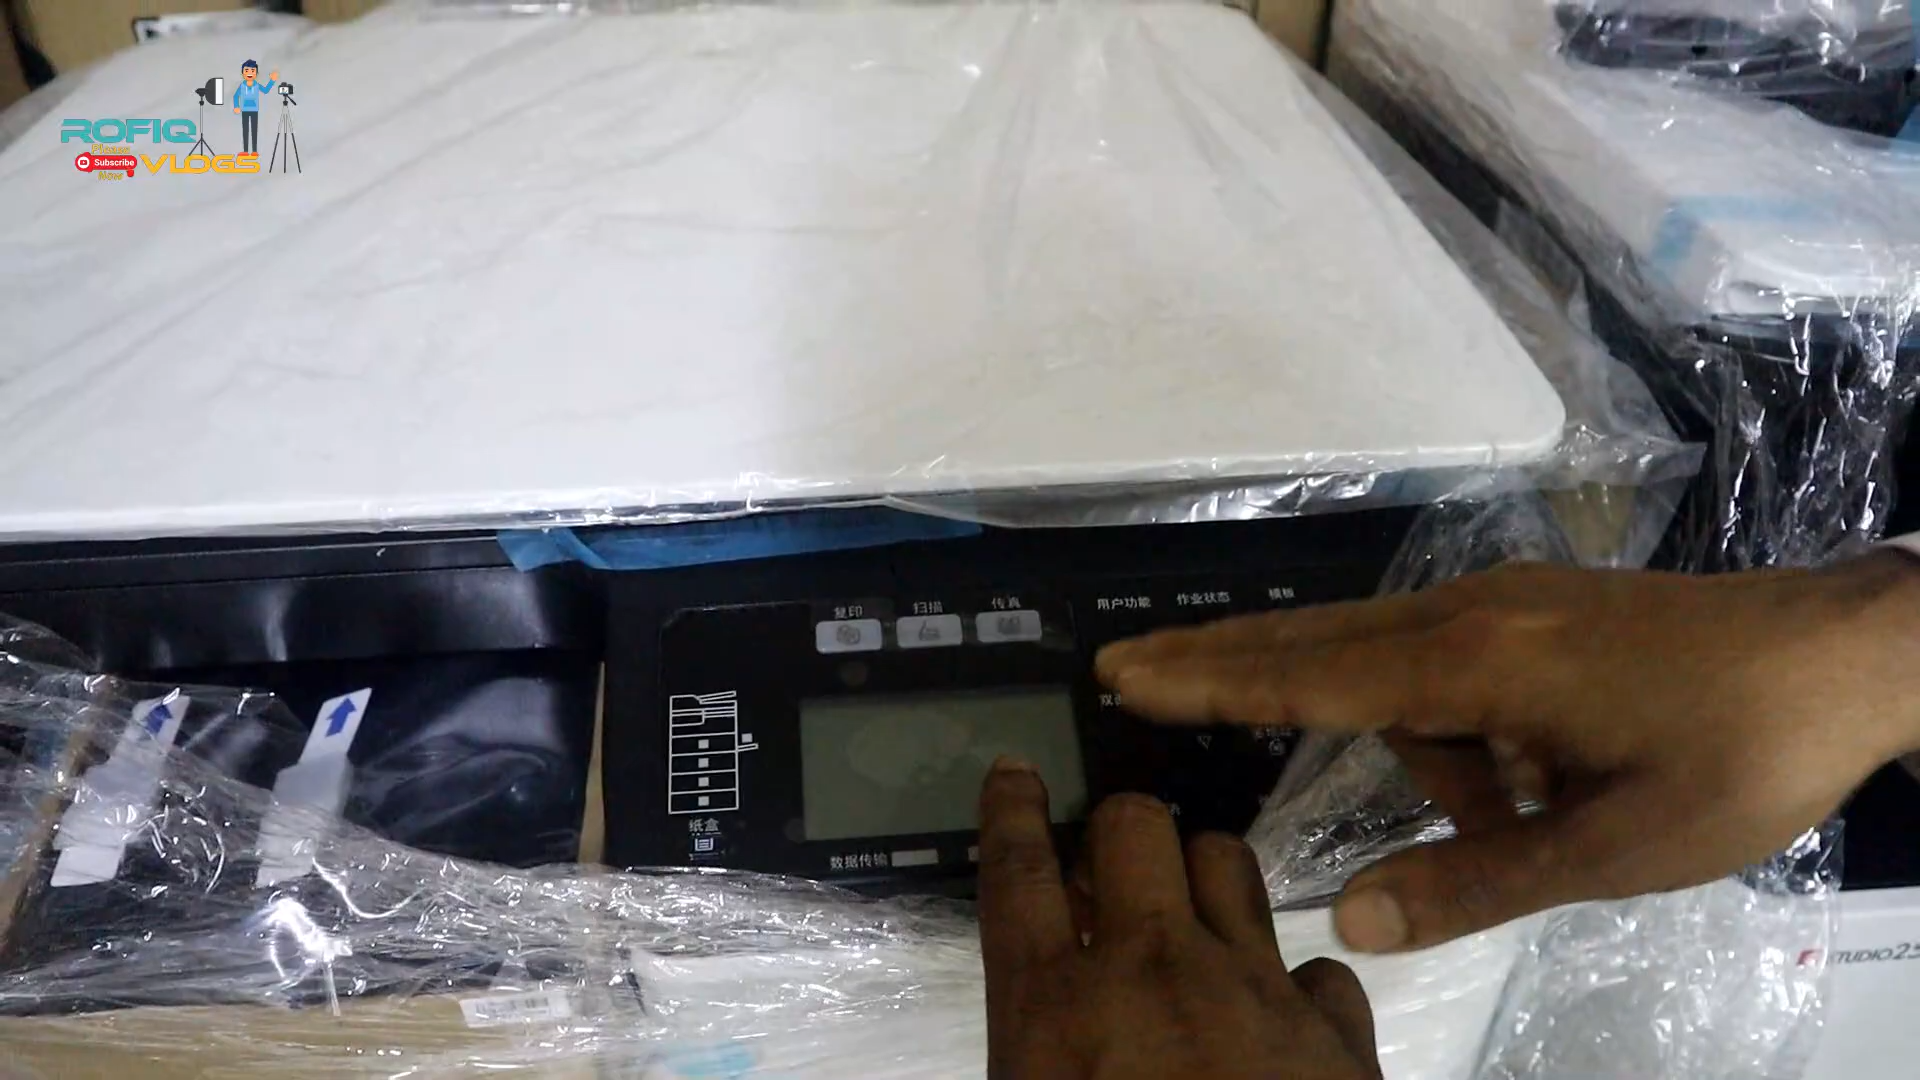 ROFIQ
Please
Subscribe
VLOGS
Now
复印
扫描
传真
用户功能
作业状态
模板
纸盒
数据传输
STUDIO25